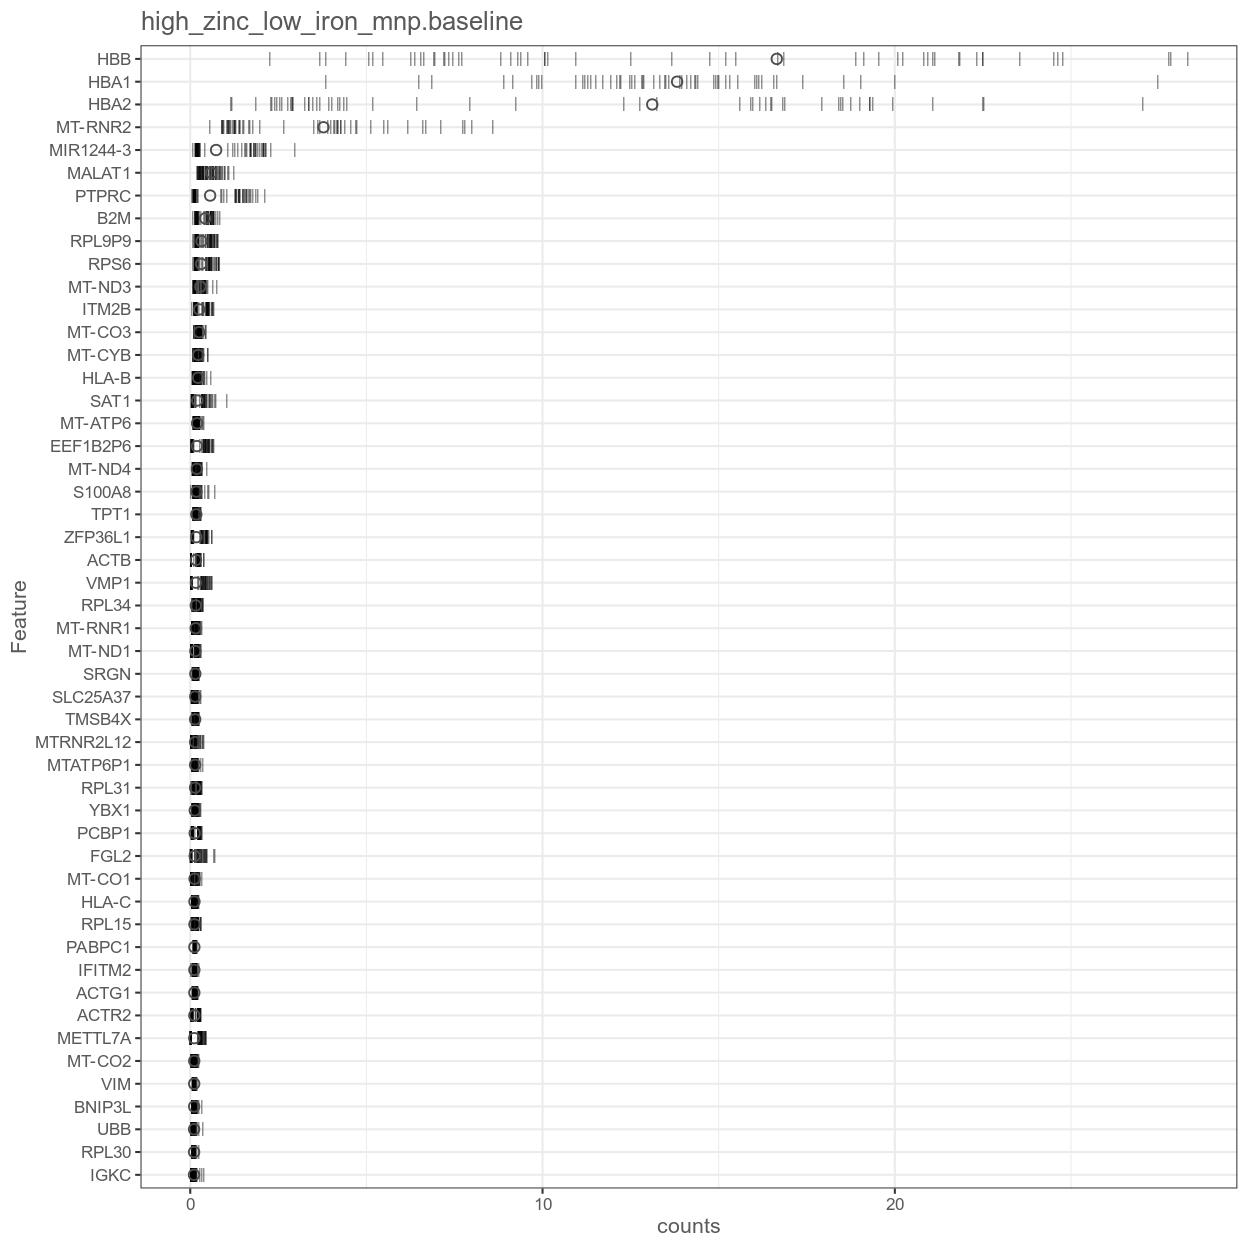 high_zinc_low_iron_mnp.baseline
HBB
HBA1
HBA2
MT-RNR2
MIR1244-3
MALAT1
PTPRC
B2M
RPL9P9
RPS6
MT-ND3
ITM2B
MT-CO3
MT-CYB
HLA-B
SAT1
MT-ATP6
EEF1B2P6
MT-ND4
S100A8
TPT1
ZFP36L1
ACTB
VMP1
RPL34
MT-RNR1
MT-ND1
SRGN
SLC25A37
TMSB4X
MTRNR2L12
MTATP6P1
RPL31
YBX1
PCBP1
FGL2
MT-CO1
HLA-C
RPL15
PABPC1
IFITM2
ACTG1
ACTR2
METTL7A
MT-CO2
VIM
BNIP3L
UBB
RPL30
IGKC
Feature
0 10 20
counts